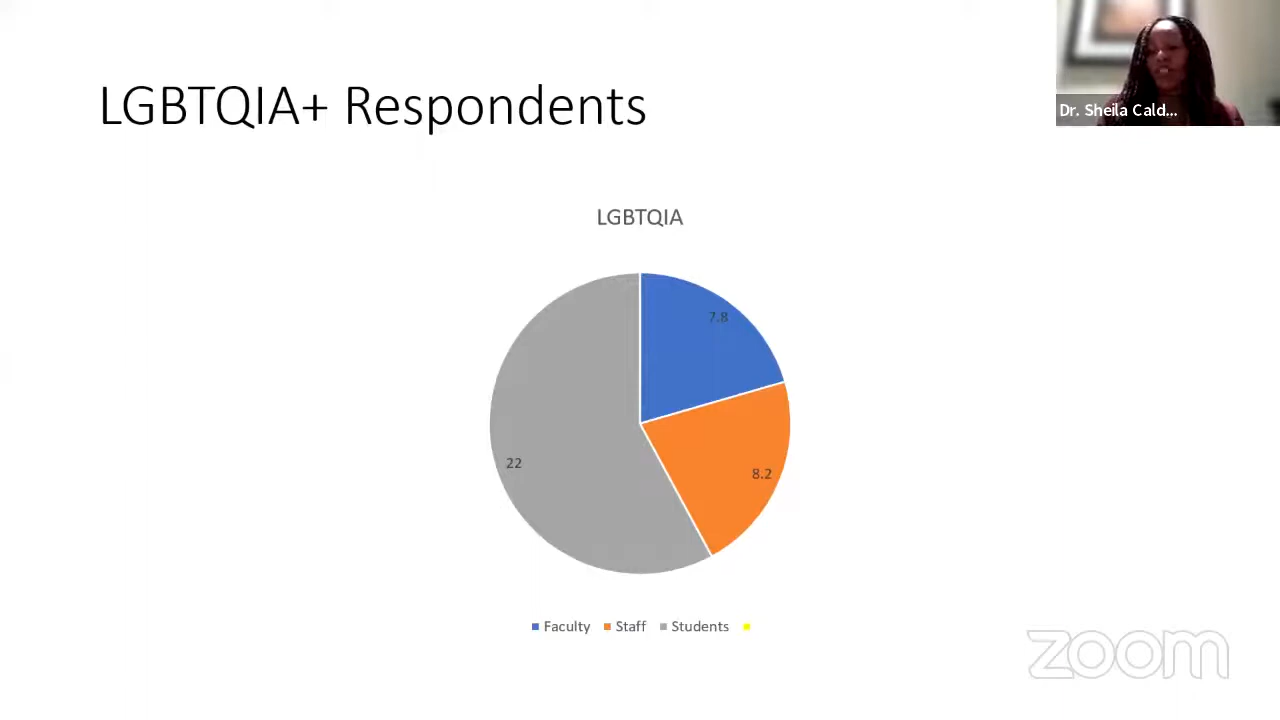 LGBTQIA+ Respondents
Dr. Sheila Cald...
LGBTQIA
7.8
22
8.2
Faculty Staff Students
zoom